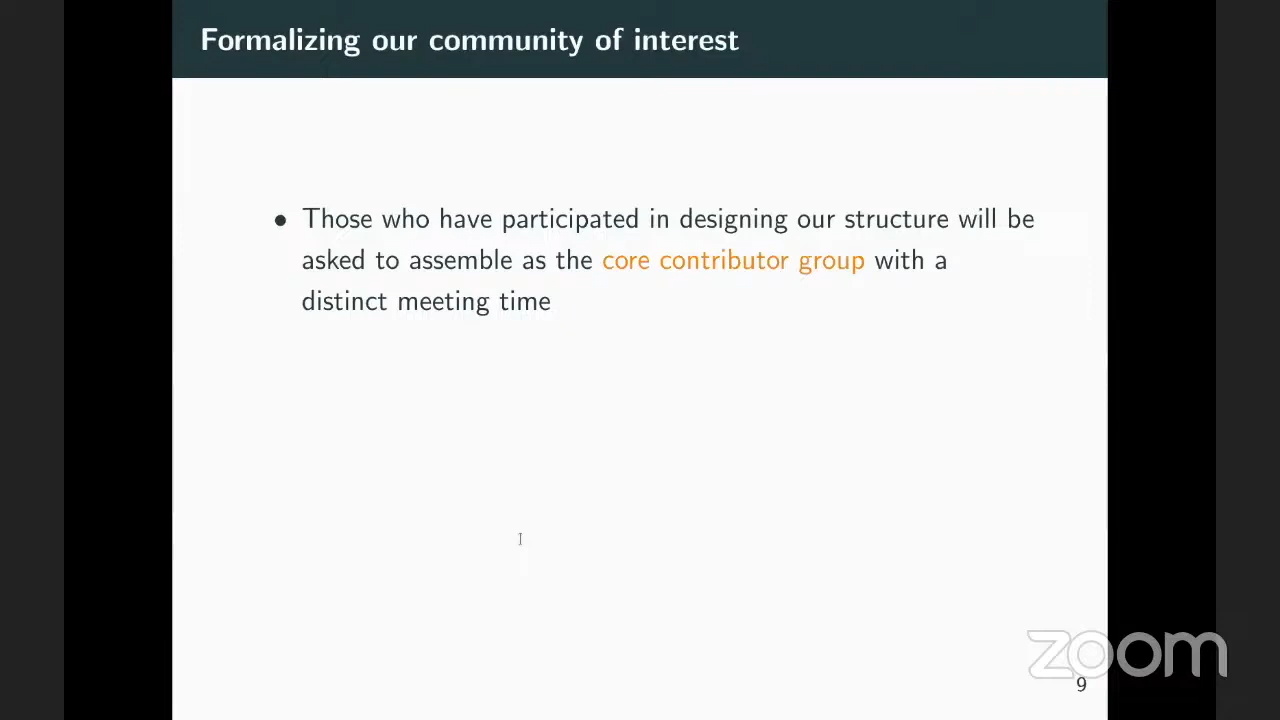 Formalizing our community of interest
• Those who have participated in designing our structure will be
asked to assemble as the core contributor group with a
distinct meeting time
zoom
9